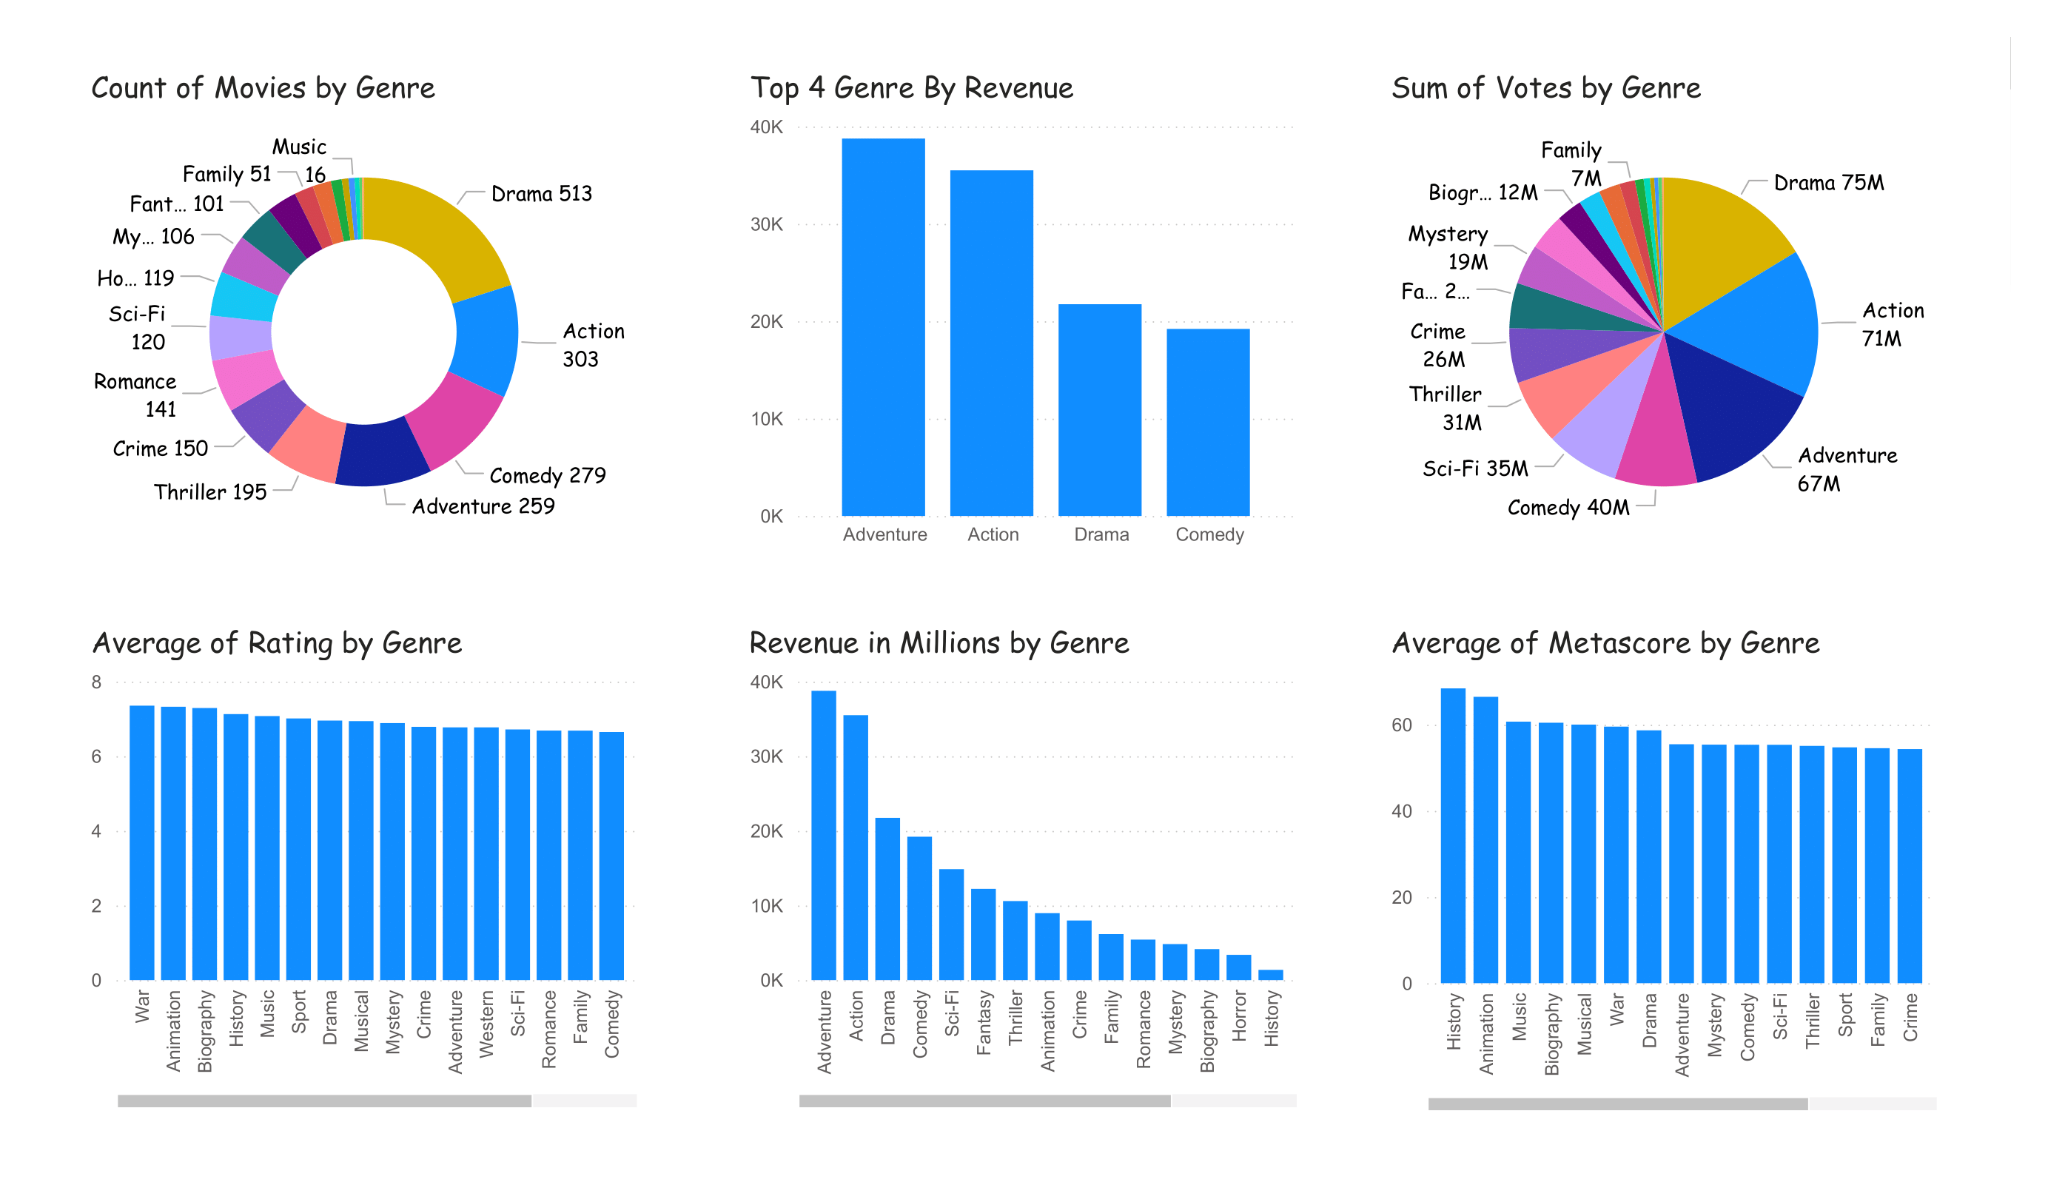 Count of Movies by Genre
Music
16
Family 51
Fant... 101
My... 106
Ho... 119
Sci-Fi
120
Romance
141
Crime 150
Thriller 195
Drama 513
Action
303
Comedy 279
Adventure 259
Top 4 Genre By Revenue
40K
30K
20K
10K
0K
Adventure
Action
Drama
Comedy
Sum of Votes by Genre
Family
7M
Biogr... 12M
Mystery
19M
Fa... 2...
Crime
26M
Thriller
31M
Sci-Fi 35M
Comedy 40M
Drama 75M
Action
71M
Adventure
67M
Average of Rating by Genre
8
6
4
2
0
War
Animation
Biography
History
Music
Sport
Drama
Musical
Mystery
Crime
Adventure
Western
Sci-Fi
Romance
Family
Comedy
Revenue in Millions by Genre
40K
30K
20K
10K
0K
Adventure
Action
Drama
Comedy
Sci-Fi
Fantasy
Thriller
Animation
Crime
Family
Romance
Mystery
Biography
Horror
History
Average of Metascore by Genre
60
40
20
0
History
Animation
Music
Biography
Musical
War
Drama
Adventure
Mystery
Comedy
Sci-Fi
Thriller
Sport
Family
Crime